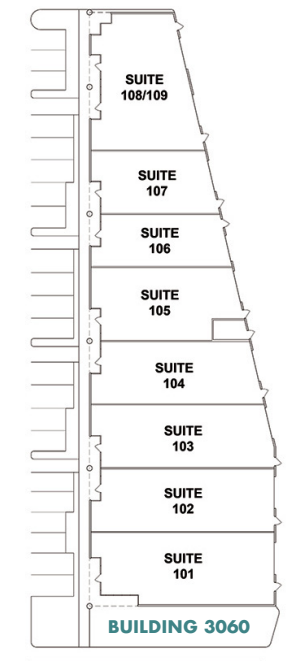 SUITE
108/109
SUITE
107
SUITE
106
SUITE
105
SUITE
104
SUITE
103
SUITE
102
SUITE
101
BUILDING 3060